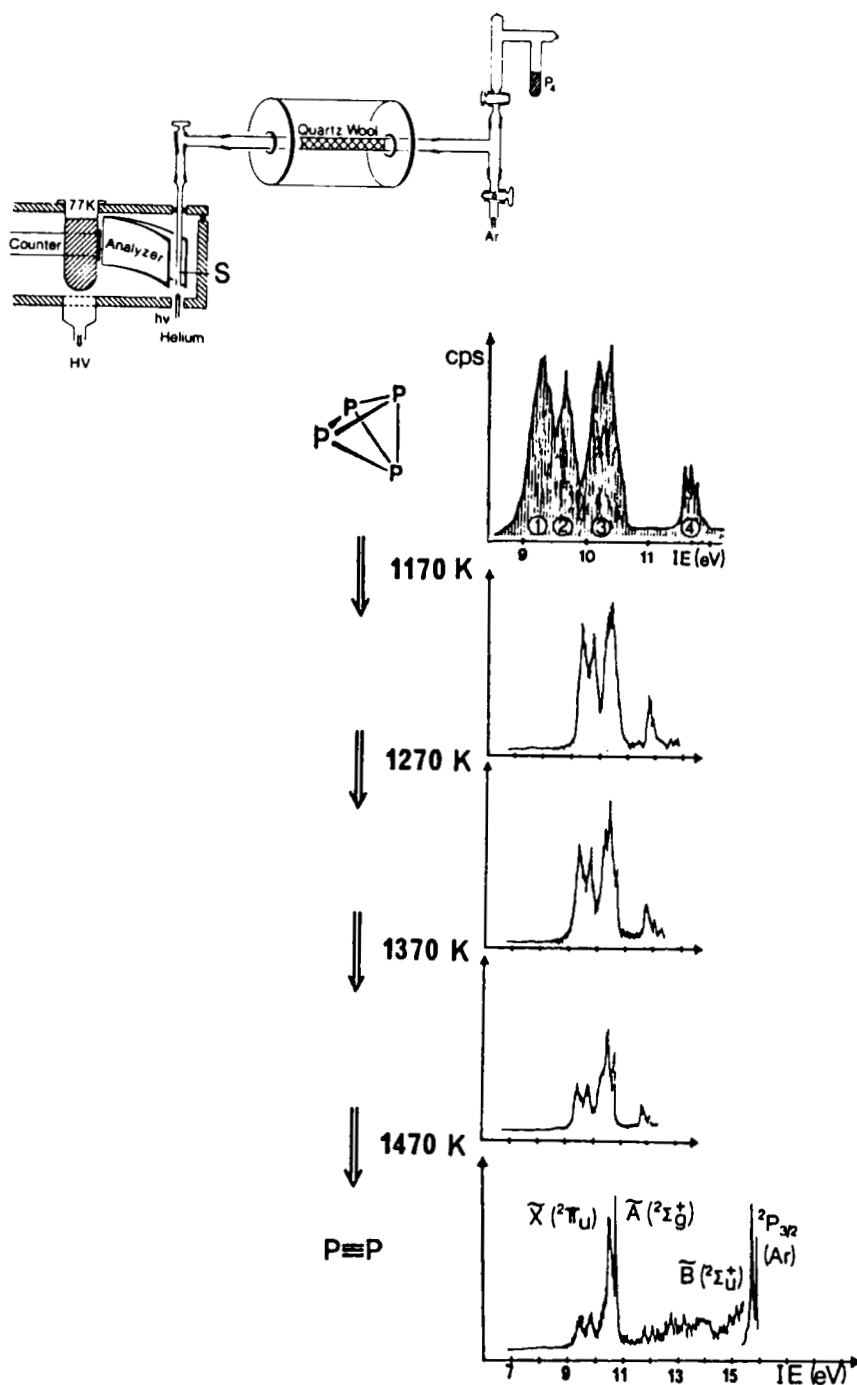 P₄
Quartz Wool
Ar
77K
Counter
Analyzer
S
hν
Helium
HV
cps
P
P
P
P
① ② ③ ④
9 10 11 IE (eV)
1170 K
1270 K
1370 K
1470 K
X̃ (²πu) Ã (²Σg⁺)
B̃ (²Σu⁺)
²P3/2
(Ar)
P≡P
7 9 11 13 15 IE (eV)